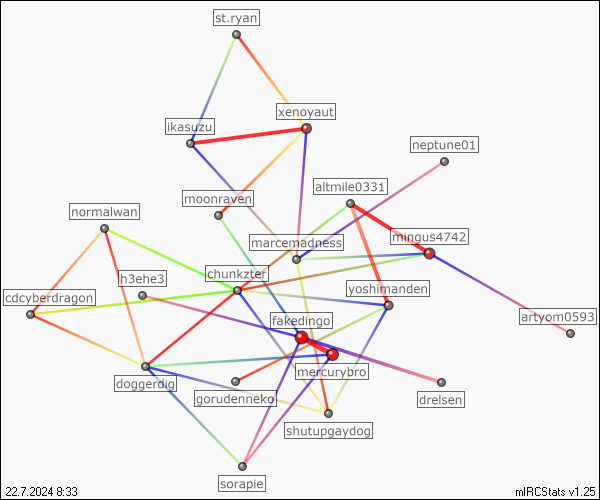 st.ryan
xenoyaut
ikasuzu
neptune01
altmile0331
moonraven
normalwan
mingus4742
marcemadness
h3ehe3
chunkzter
yoshimanden
cdcyberdragon
fakedingo
artyom0593
mercurybro
doggerdig
gorudenneko
drelsen
shutupgaydog
sorapie
22.7.2024 8:33
mIRCStats v1.25